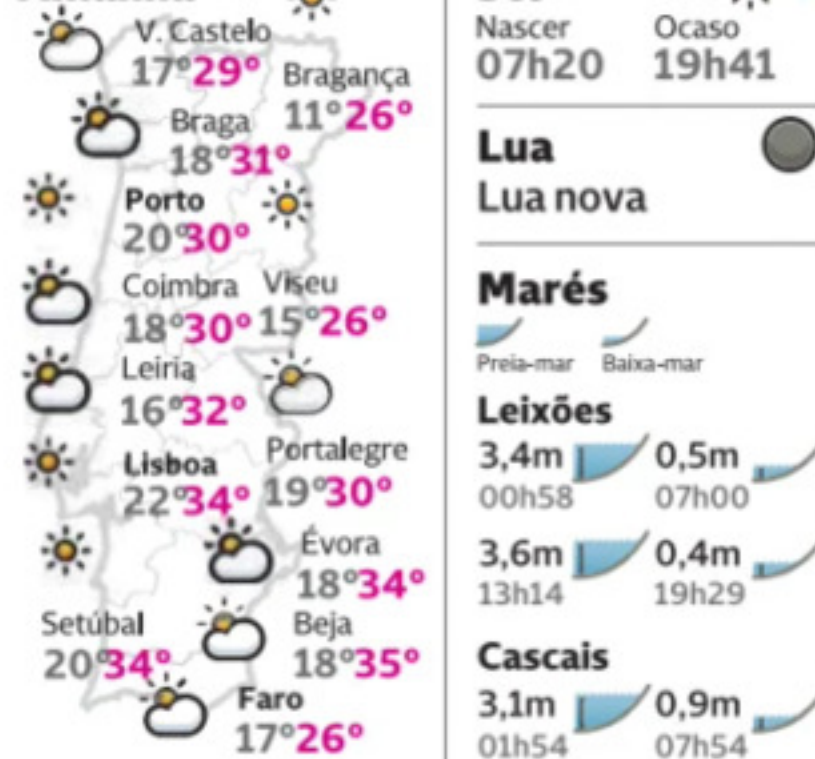 V. Castelo
17° 29°
Bragança
11° 26°
Braga
18° 31°
Porto
20° 30°
Coimbra
18° 30°
Viseu
15° 26°
Leiria
16° 32°
Lisboa
22° 34°
Portalegre
19° 30°
Évora
18° 34°
Setúbal
20° 34°
Beja
18° 35°
Faro
17° 26°
Nascer Ocaso
07h20 19h41
Lua
Lua nova
Marés
Preia-mar Baixa-mar
Leixões
3,4m 0,5m
00h58 07h00
3,6m 0,4m
13h14 19h29
Cascais
3,1m 0,9m
01h54 07h54